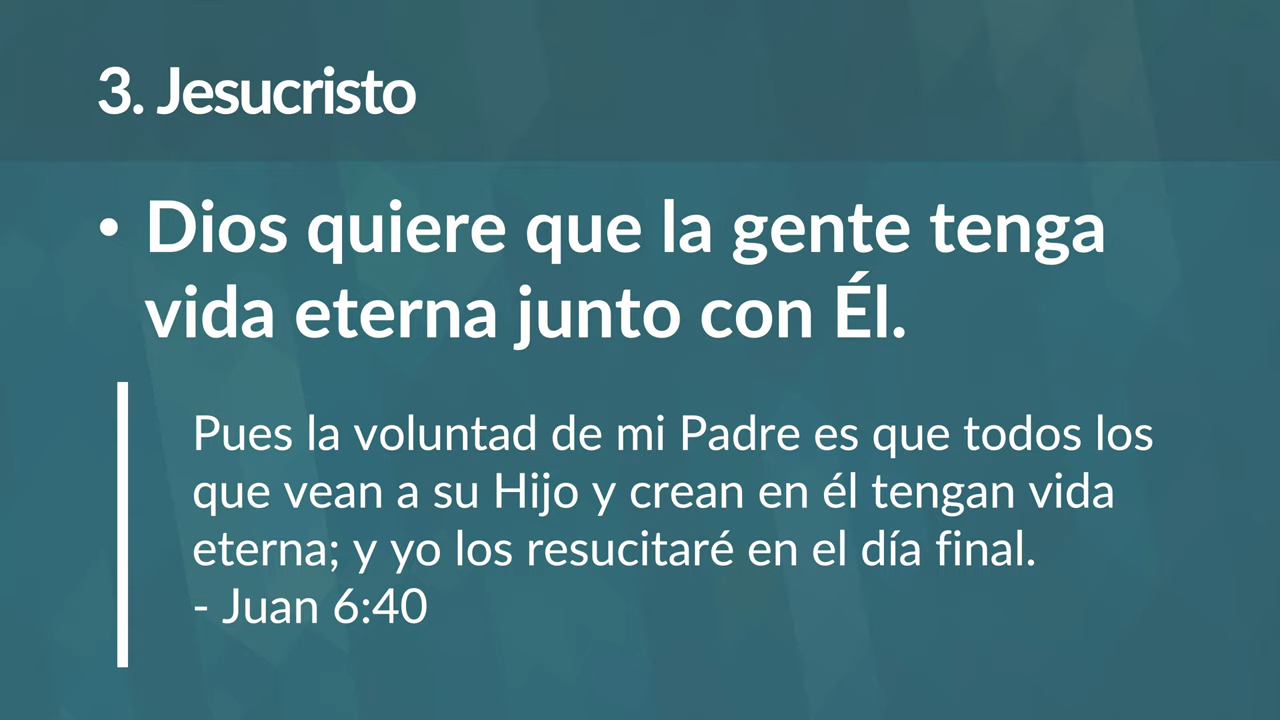 3. Jesucristo
• Dios quiere que la gente tenga
vida eterna junto con Él.
Pues la voluntad de mi Padre es que todos los
que vean a su Hijo y crean en él tengan vida
eterna; y yo los resucitaré en el día final.
- Juan 6:40